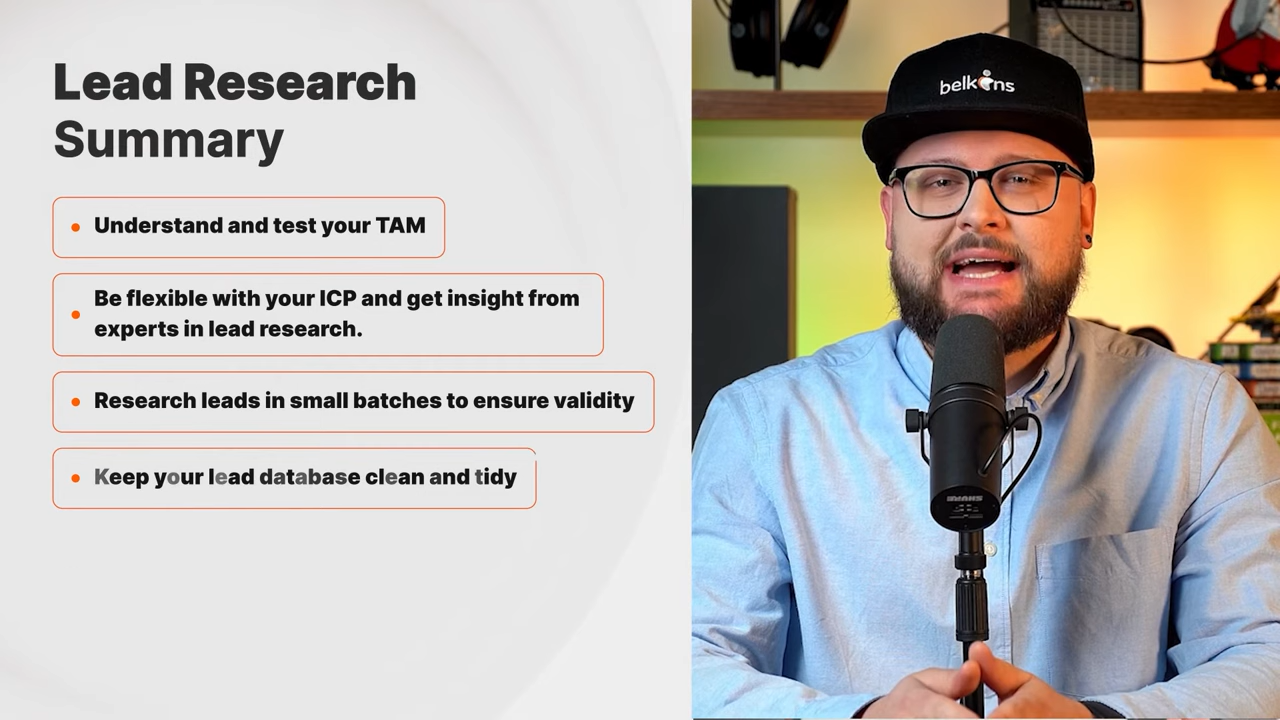 Lead Research
Summary
Understand and test your TAM
Be flexible with your ICP and get insight from
experts in lead research.
Research leads in small batches to ensure validity
Keep your lead database clean and tidy
belkins
SHURE